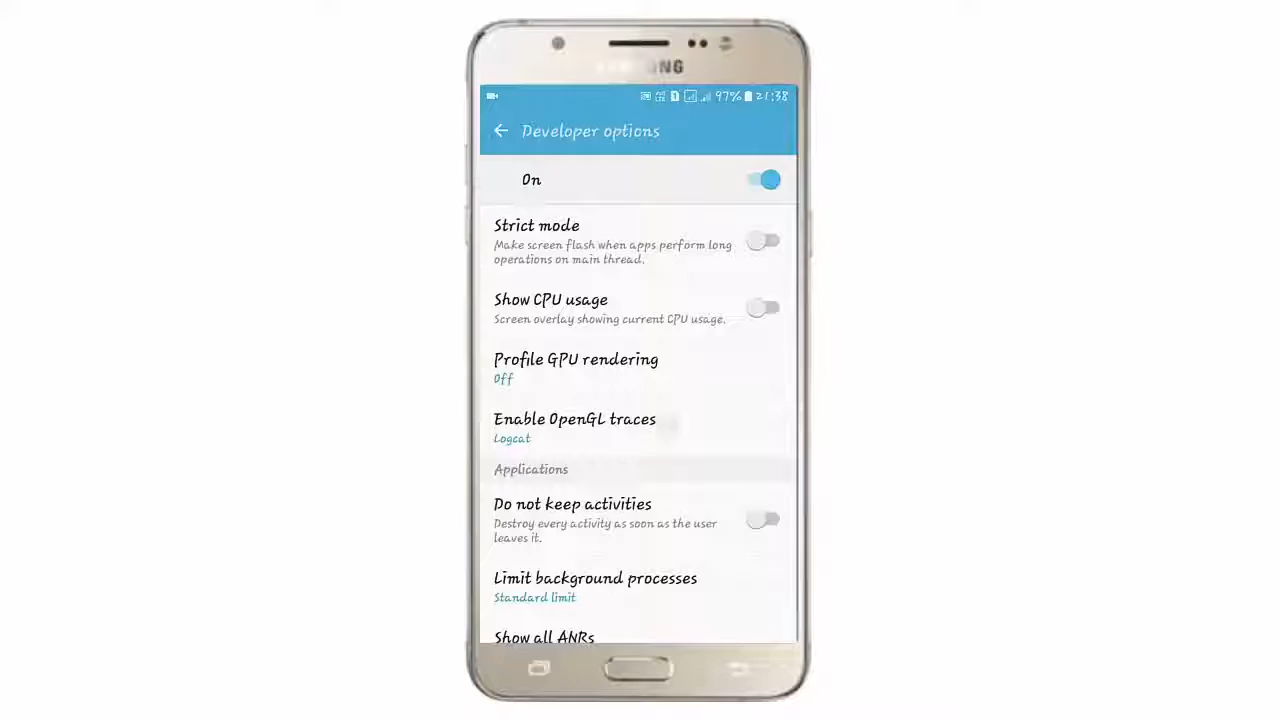 97% 21:38
Developer options
On
Strict mode
Make screen flash when apps perform long
operations on main thread.
Show CPU usage
Screen overlay showing current CPU usage.
Profile GPU rendering
Off
Enable OpenGL traces
Logcat
Applications
Do not keep activities
Destroy every activity as soon as the user
leaves it.
Limit background processes
Standard limit
Show all ANRs